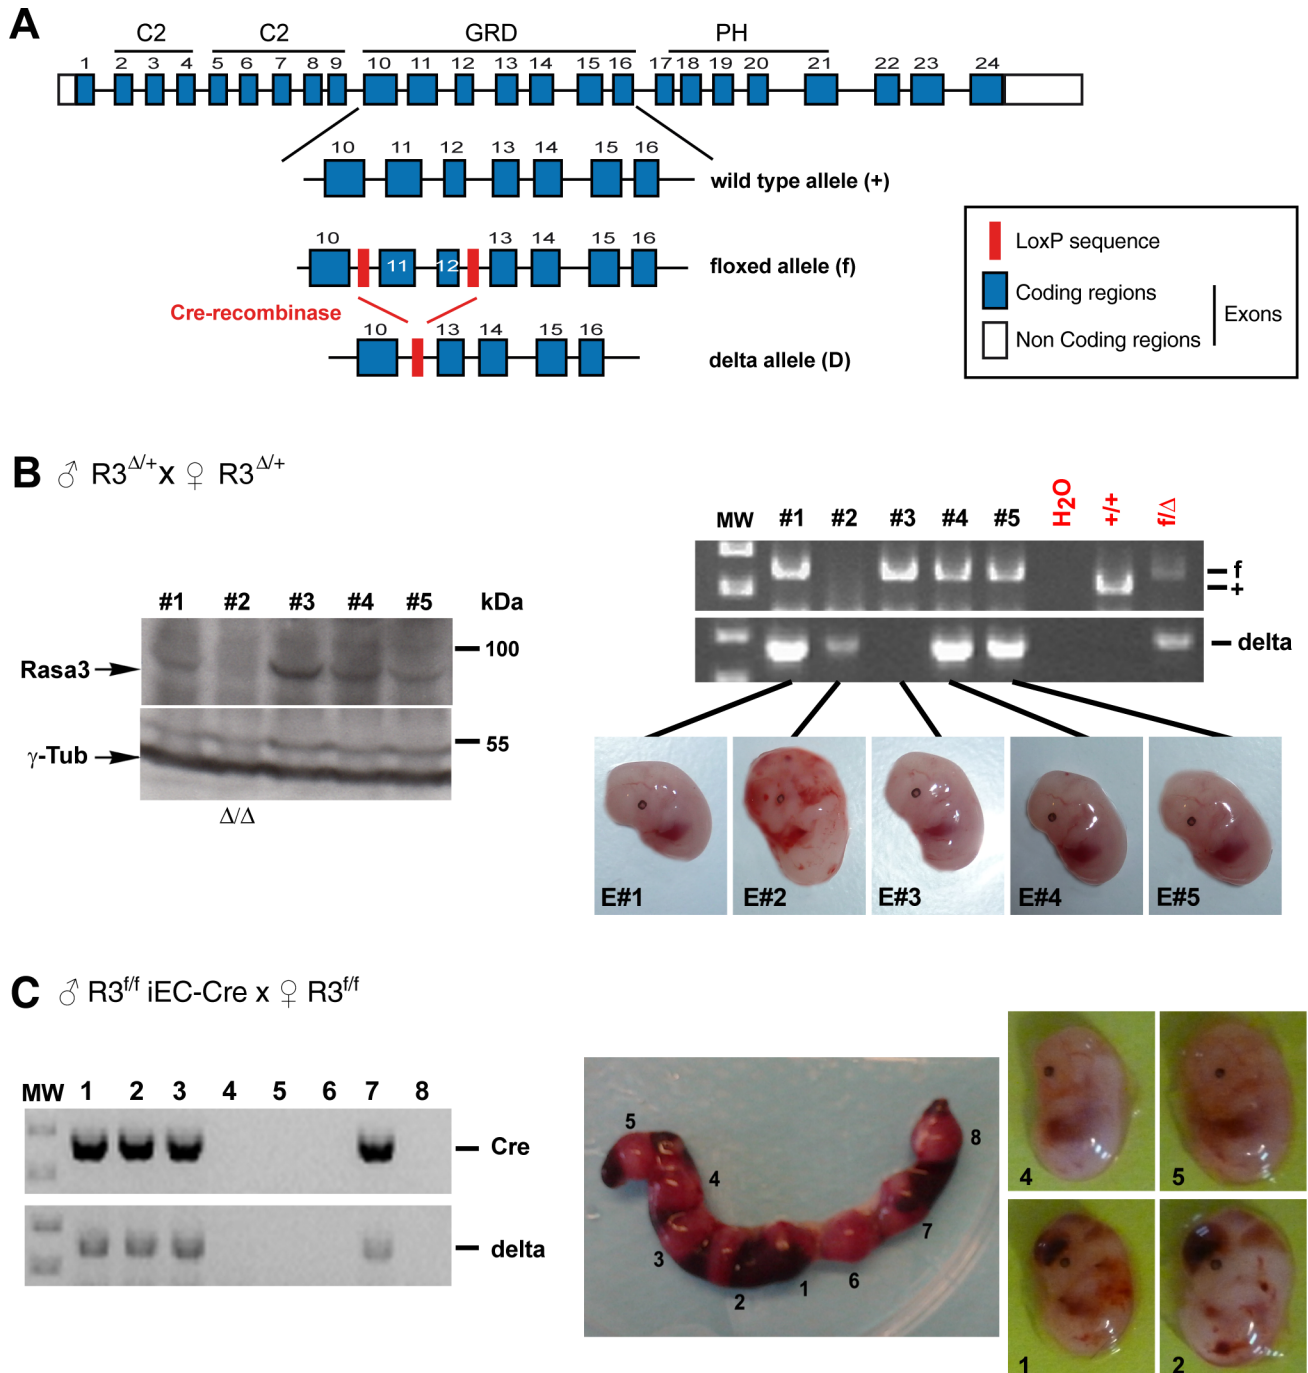 A
C2 C2 GRD PH
1 2 3 4 5 6 7 8 9 10 11 12 13 14 15 16 17 18 19 20 21 22 23 24
10 11 12 13 14 15 16
wild type allele (+)
10 11 12 13 14 15 16
floxed allele (f)
Cre-recombinase
10 13 14 15 16
delta allele (D)
LoxP sequence
Coding regions
Non Coding regions
Exons
B ♂ R3Δ/+ x ♀ R3Δ/+
#1 #2 #3 #4 #5 kDa
Rasa3
100
γ-Tub
55
Δ/Δ
MW #1 #2 #3 #4 #5 H2O +/+ f/Δ
f
+
delta
E#1 E#2 E#3 E#4 E#5
C ♂ R3f/f iEC-Cre x ♀ R3f/f
MW 1 2 3 4 5 6 7 8
Cre
delta
5
4
3
2
1
6
7
8
4 5
1 2